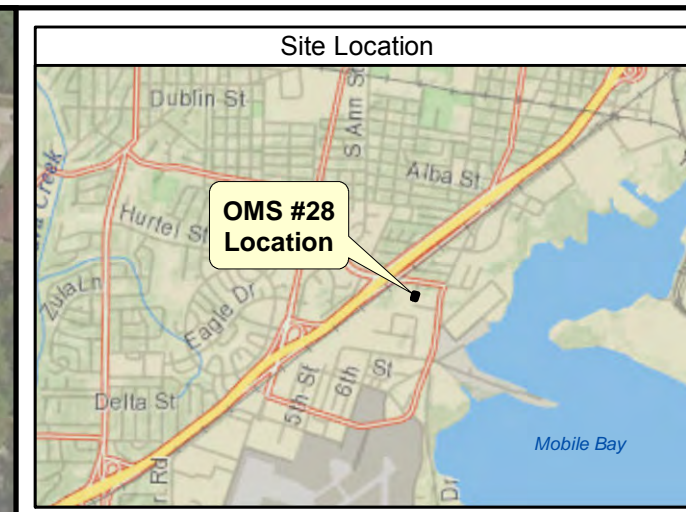 Site Location
Dublin St
S Ann St
Alba St
Creek
Hurtel St
OMS #28
Location
Zula Ln
Eagle Dr
Delta St
5th St
6th St
Mobile Bay
r Rd
Dr